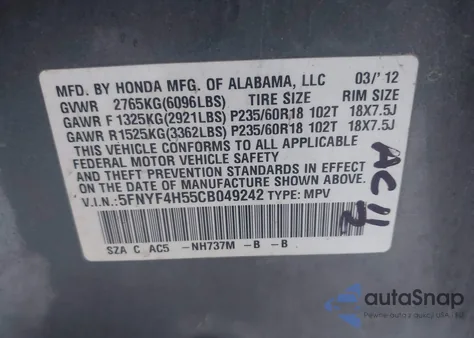 MFD. BY HONDA MFG. OF ALABAMA, LLC 03/'12
GVWR 2765KG(6096LBS) TIRE SIZE RIM SIZE
GAWR F 1325KG(2921LBS) P235/60R18 102T 18X7.5J
GAWR R 1525KG(3362LBS) P235/60R18 102T 18X7.5J
THIS VEHICLE CONFORMS TO ALL APPLICABLE
FEDERAL MOTOR VEHICLE SAFETY AND THEFT
PREVENTION STANDARDS IN EFFECT ON THE
DATE OF MANUFACTURE SHOWN ABOVE.
V.I.N.:5FNYF4H55CB049242 TYPE: MPV
SZA C AC5 -NH737M -B -B
autoSnap